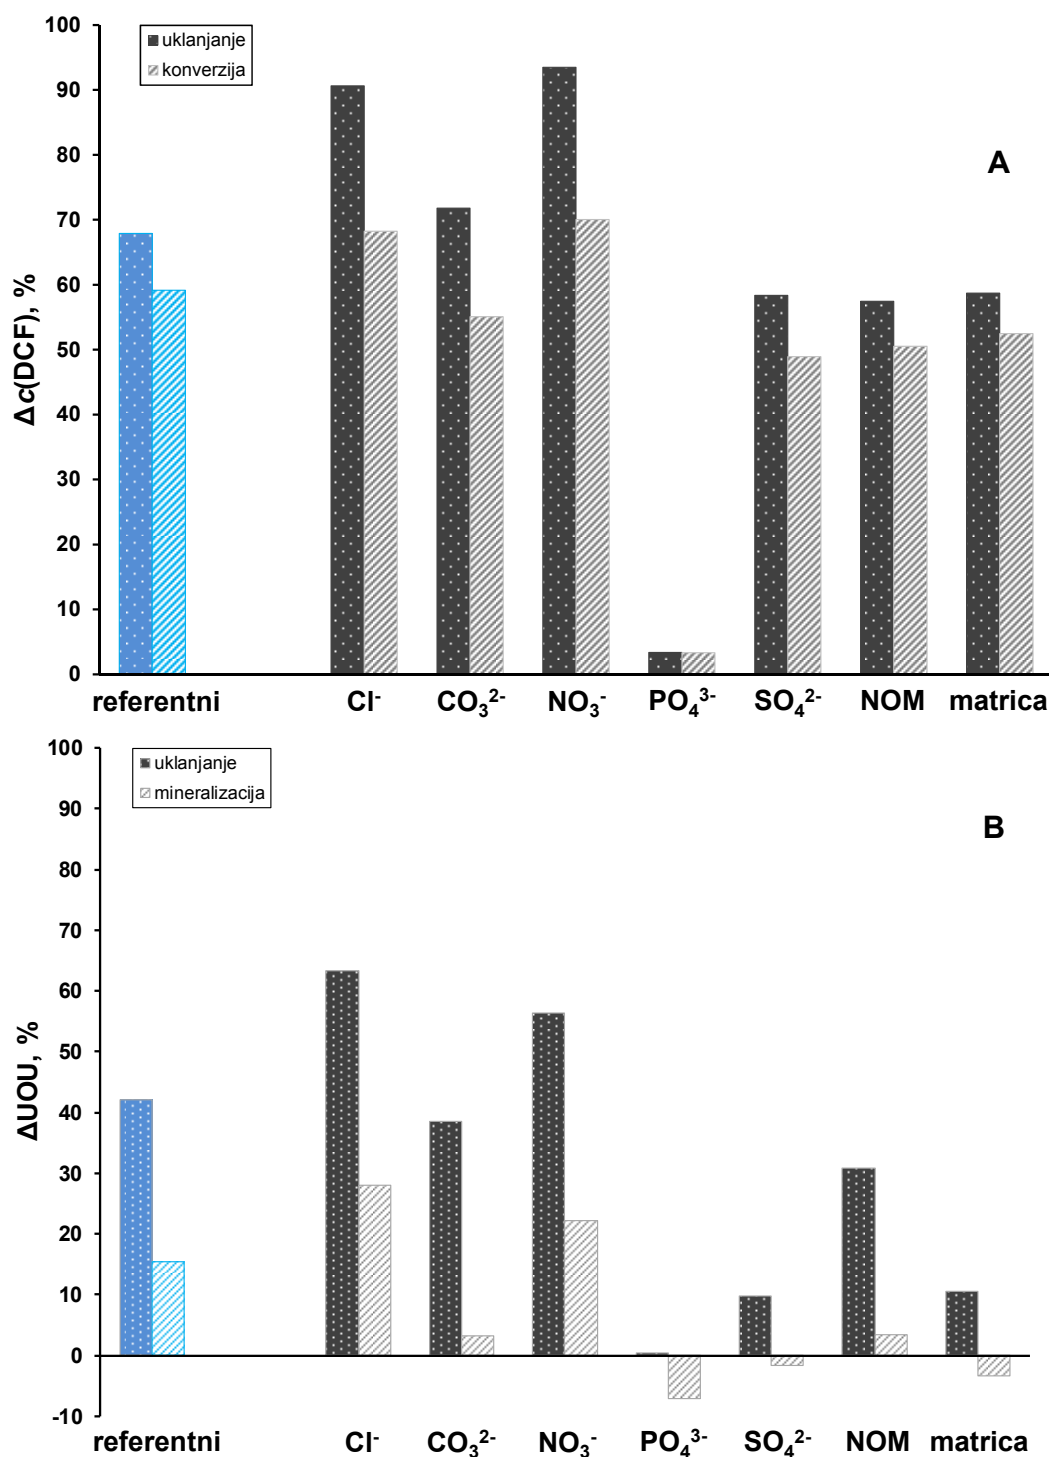 100
90
80
70
60
50
40
30
20
10
0
Δc(DCF), %
uklanjanje
konverzija
A
referentni Cl⁻ CO₃²⁻ NO₃⁻ PO₄³⁻ SO₄²⁻ NOM matrica
100
90
80
70
60
50
40
30
20
10
0
-10
ΔUOU, %
uklanjanje
mineralizacija
B
referentni Cl⁻ CO₃²⁻ NO₃⁻ PO₄³⁻ SO₄²⁻ NOM matrica